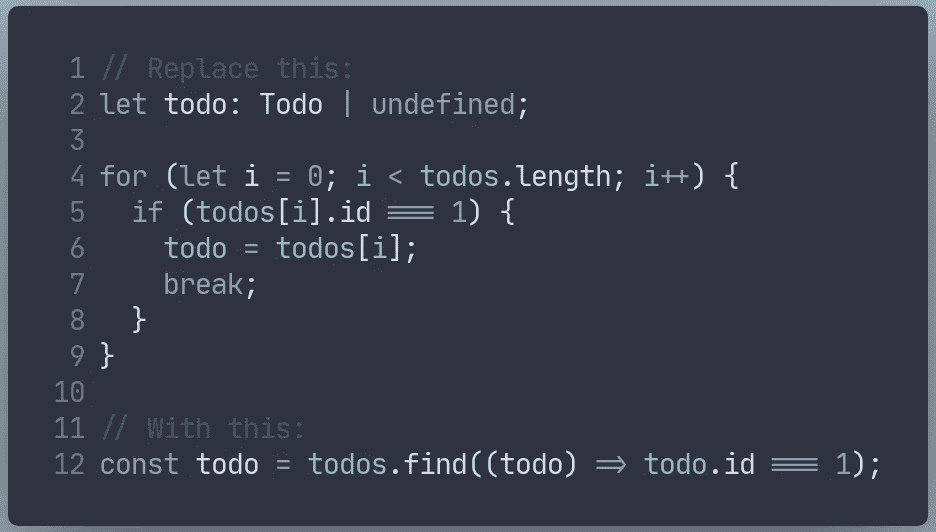 1 // Replace this:
2 let todo: Todo | undefined;
3
4 for (let i = 0; i < todos.length; i++) {
5   if (todos[i].id === 1) {
6     todo = todos[i];
7     break;
8   }
9 }
10
11 // With this:
12 const todo = todos.find((todo) => todo.id === 1);